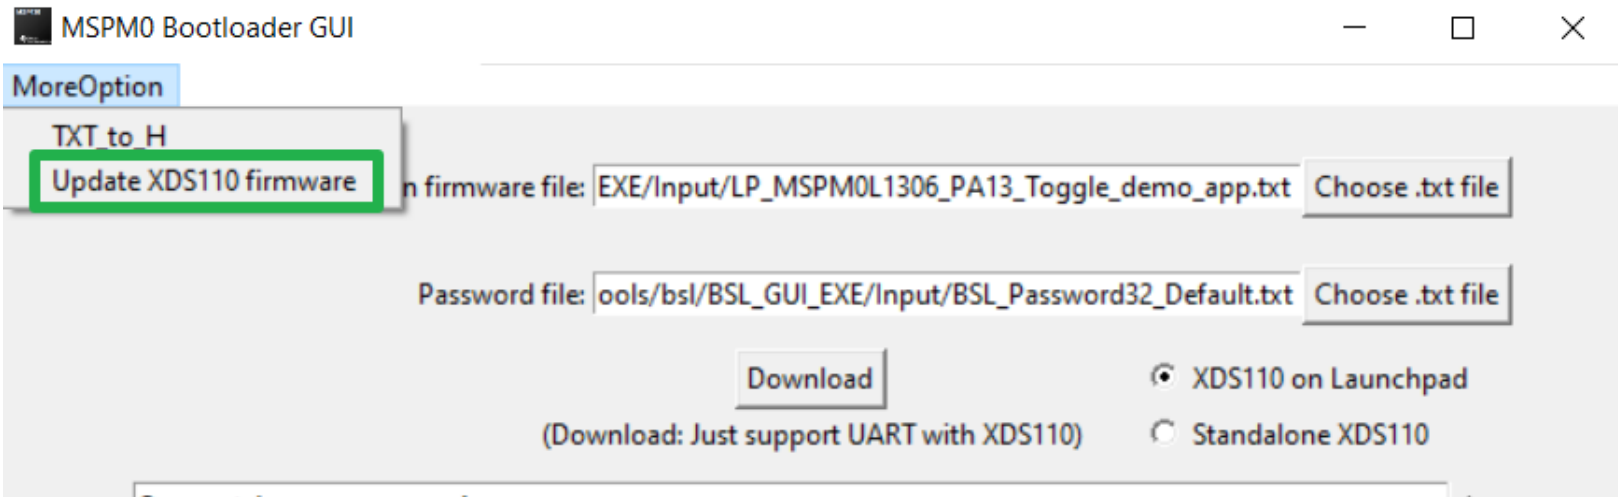 MSPM0 Bootloader GUI
MoreOption
TXT_to_H
Update XDS110 firmware
n firmware file: EXE/Input/LP_MSPM0L1306_PA13_Toggle_demo_app.txt Choose .txt file
Password file: ools/bsl/BSL_GUI_EXE/Input/BSL_Password32_Default.txt Choose .txt file
Download
XDS110 on Launchpad
(Download: Just support UART with XDS110)
Standalone XDS110